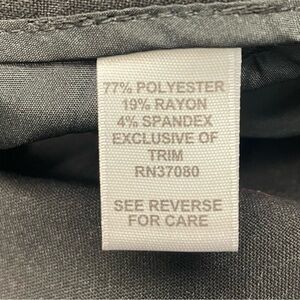 77% POLYESTER
19% RAYON
4% SPANDEX
EXCLUSIVE OF
TRIM
RN37080
SEE REVERSE
FOR CARE